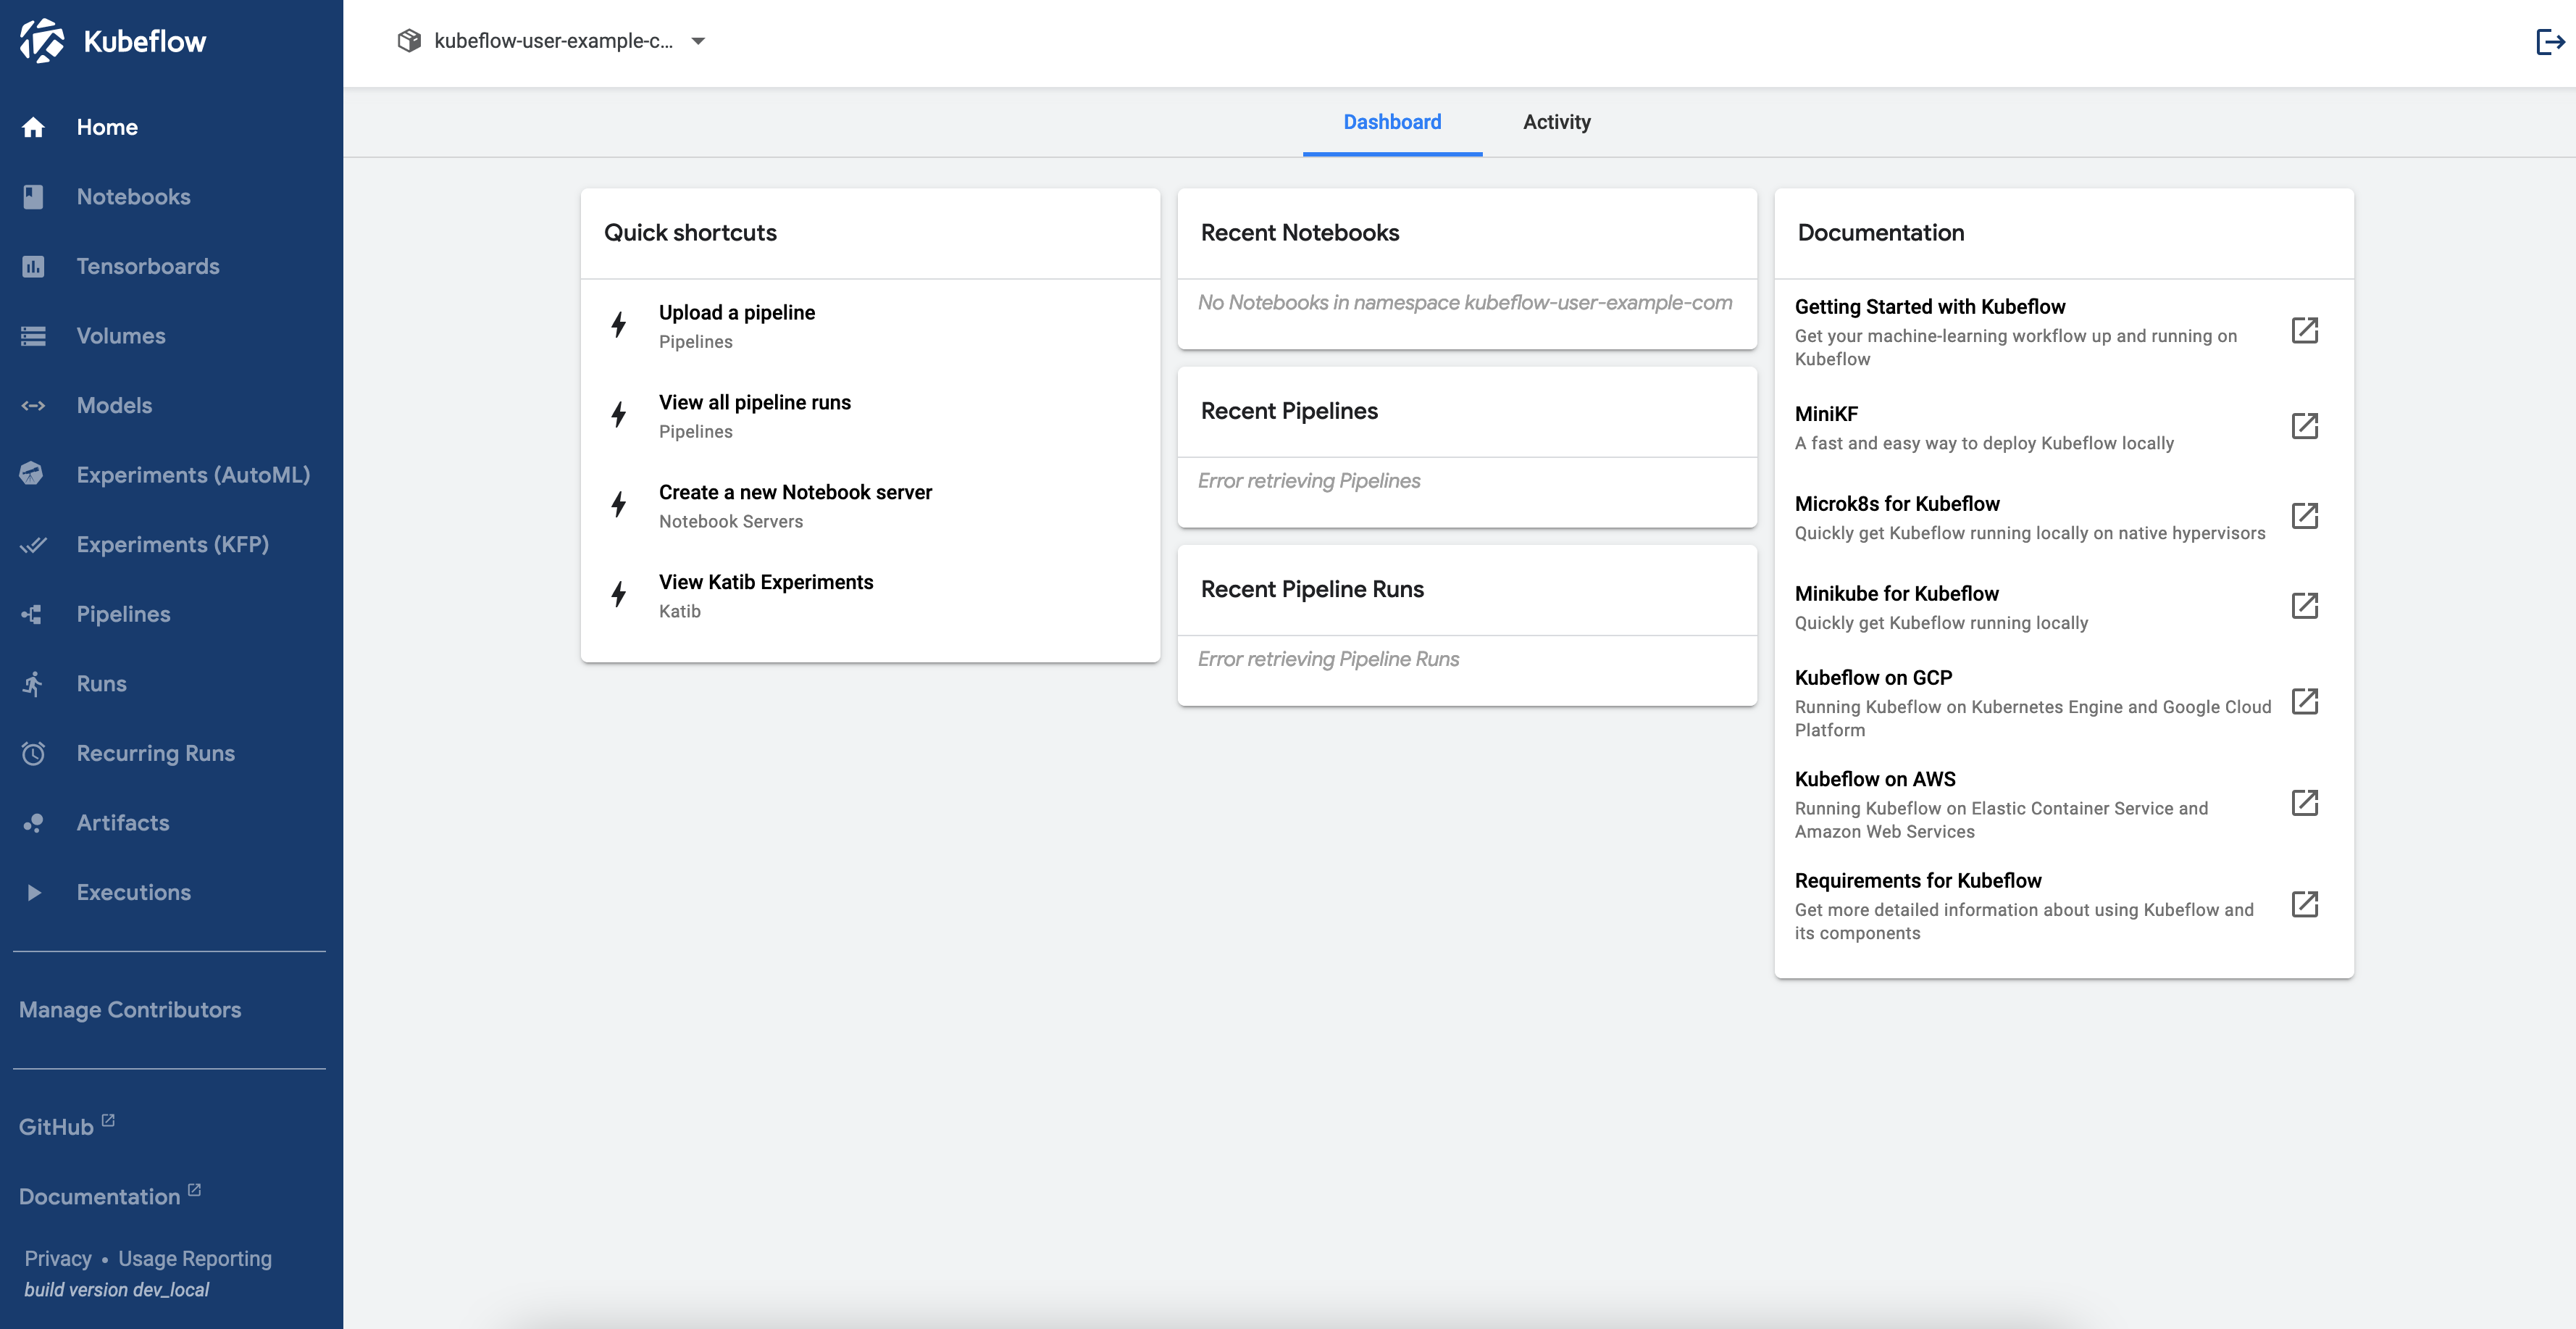 Kubeflow
Home
Notebooks
Tensorboards
Volumes
Models
Experiments (AutoML)
Experiments (KFP)
Pipelines
Runs
Recurring Runs
Artifacts
Executions
Manage Contributors
GitHub
Documentation
Privacy • Usage Reporting
build version dev_local
kubeflow-user-example-c...
Dashboard
Activity
Quick shortcuts
Upload a pipeline
Pipelines
View all pipeline runs
Pipelines
Create a new Notebook server
Notebook Servers
View Katib Experiments
Katib
Recent Notebooks
No Notebooks in namespace kubeflow-user-example-com
Recent Pipelines
Error retrieving Pipelines
Recent Pipeline Runs
Error retrieving Pipeline Runs
Documentation
Getting Started with Kubeflow
Get your machine-learning workflow up and running on
Kubeflow
MiniKF
A fast and easy way to deploy Kubeflow locally
Microk8s for Kubeflow
Quickly get Kubeflow running locally on native hypervisors
Minikube for Kubeflow
Quickly get Kubeflow running locally
Kubeflow on GCP
Running Kubeflow on Kubernetes Engine and Google Cloud
Platform
Kubeflow on AWS
Running Kubeflow on Elastic Container Service and
Amazon Web Services
Requirements for Kubeflow
Get more detailed information about using Kubeflow and
its components